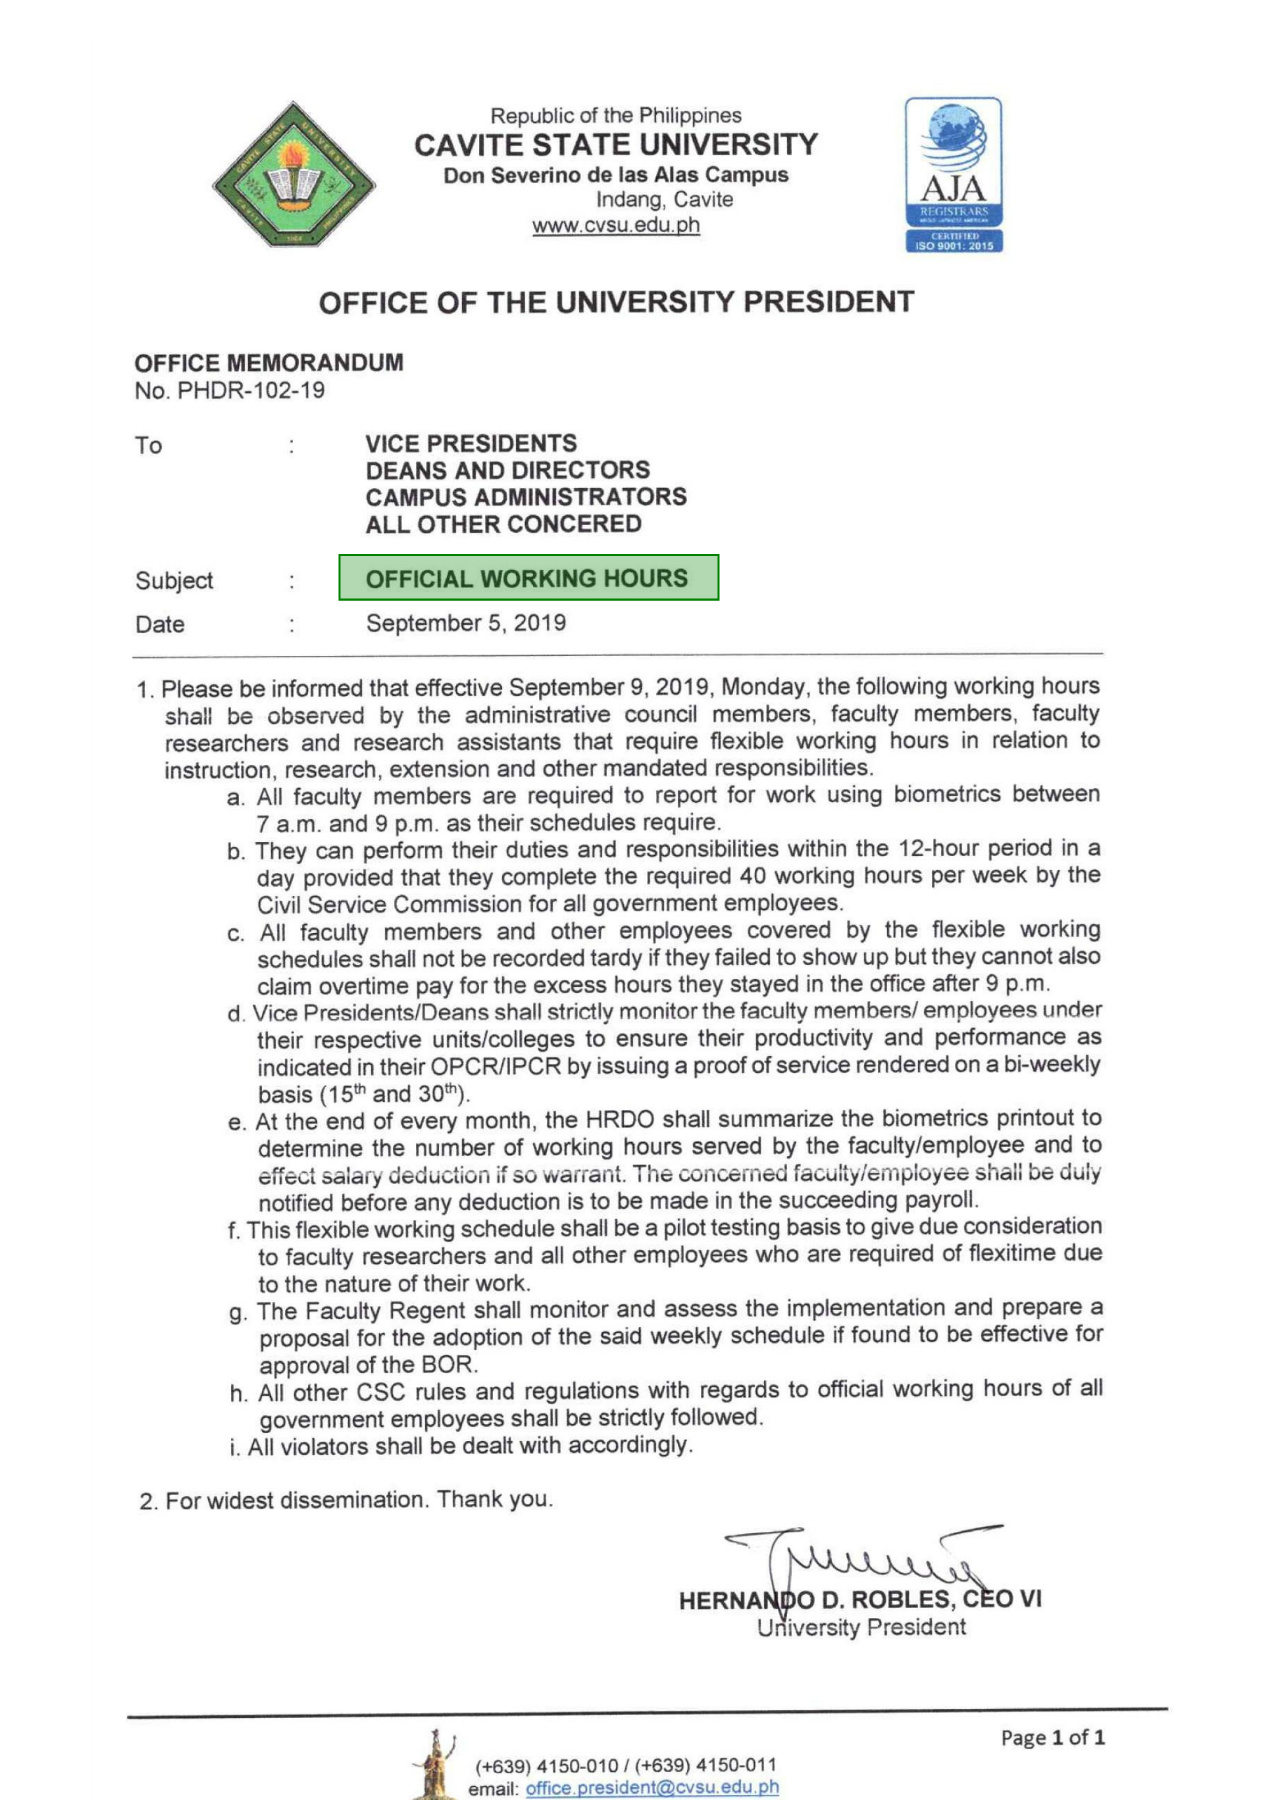 Republic of the Philippines
CAVITE STATE UNIVERSITY
Don Severino de las Alas Campus
Indang, Cavite
www.cvsu.edu.ph
CAVITE STATE UNIVERSITY
CAVITE PHILIPPINES
1906
AJA
REGISTRARS
ANGLO JAPANESE AMERICAN
CERTIFIED
ISO 9001: 2015
OFFICE OF THE UNIVERSITY PRESIDENT
OFFICE MEMORANDUM
No. PHDR-102-19
To : VICE PRESIDENTS
DEANS AND DIRECTORS
CAMPUS ADMINISTRATORS
ALL OTHER CONCERED
Subject : OFFICIAL WORKING HOURS
Date : September 5, 2019
1. Please be informed that effective September 9, 2019, Monday, the following working hours
shall be observed by the administrative council members, faculty members, faculty
researchers and research assistants that require flexible working hours in relation to
instruction, research, extension and other mandated responsibilities.
a. All faculty members are required to report for work using biometrics between
7 a.m. and 9 p.m. as their schedules require.
b. They can perform their duties and responsibilities within the 12-hour period in a
day provided that they complete the required 40 working hours per week by the
Civil Service Commission for all government employees.
c. All faculty members and other employees covered by the flexible working
schedules shall not be recorded tardy if they failed to show up but they cannot also
claim overtime pay for the excess hours they stayed in the office after 9 p.m.
d. Vice Presidents/Deans shall strictly monitor the faculty members/ employees under
their respective units/colleges to ensure their productivity and performance as
indicated in their OPCR/IPCR by issuing a proof of service rendered on a bi-weekly
basis (15th and 30th).
e. At the end of every month, the HRDO shall summarize the biometrics printout to
determine the number of working hours served by the faculty/employee and to
effect salary deduction if so warrant. The concerned faculty/employee shall be duly
notified before any deduction is to be made in the succeeding payroll.
f. This flexible working schedule shall be a pilot testing basis to give due consideration
to faculty researchers and all other employees who are required of flexitime due
to the nature of their work.
g. The Faculty Regent shall monitor and assess the implementation and prepare a
proposal for the adoption of the said weekly schedule if found to be effective for
approval of the BOR.
h. All other CSC rules and regulations with regards to official working hours of all
government employees shall be strictly followed.
i. All violators shall be dealt with accordingly.
2. For widest dissemination. Thank you.
HERNANDO D. ROBLES, CEO VI
University President
Page 1 of 1
(+639) 4150-010 / (+639) 4150-011
email: office.president@cvsu.edu.ph